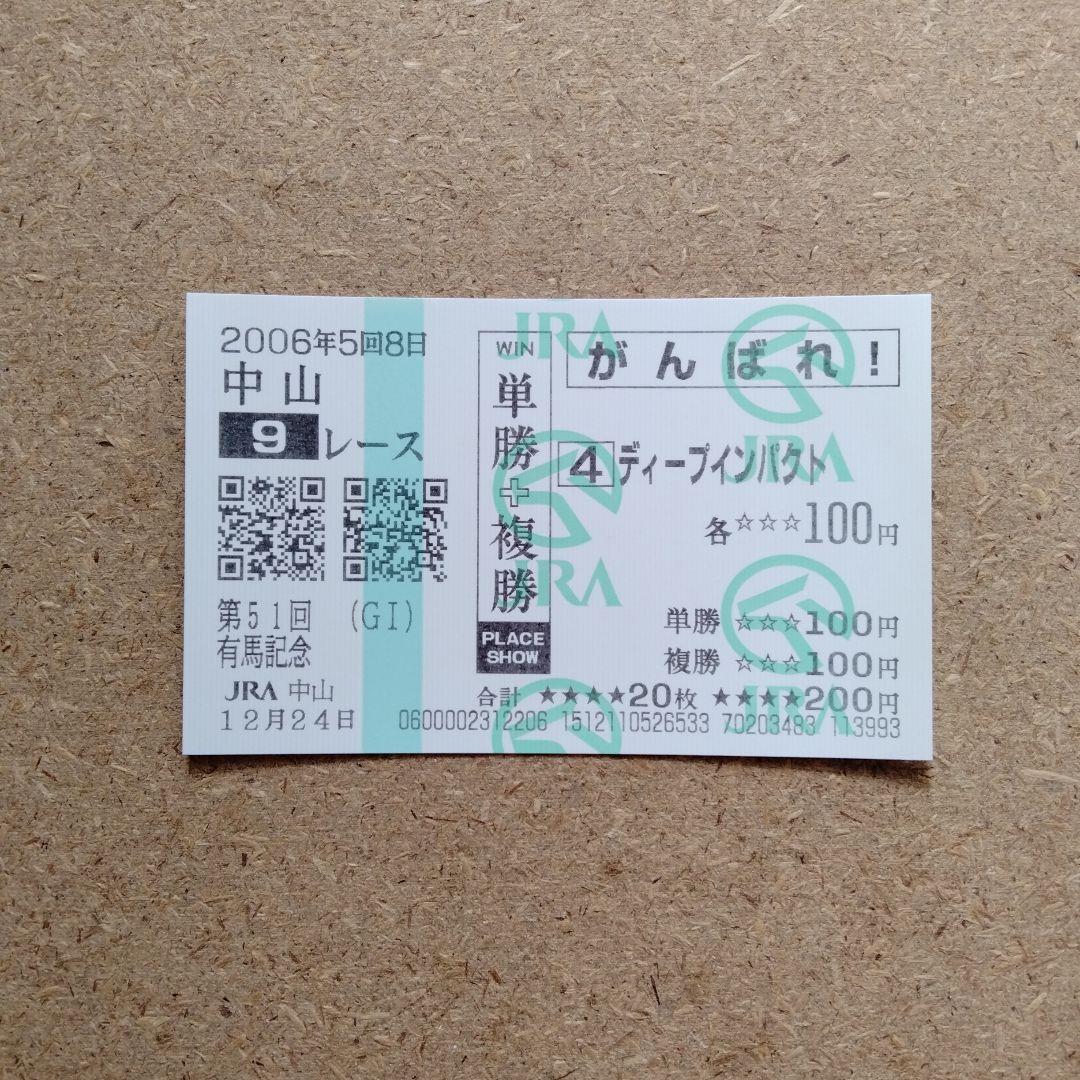 2006年5回8日
中山
9レース
第51回 (GI)
有馬記念
JRA 中山
12月24日
WIN
単勝+複勝
PLACE
SHOW
がんばれ!
4 ディープインパクト
各☆☆☆100円
単勝 ☆☆☆100円
複勝 ☆☆☆100円
合計 ★★★★20枚 ★★★★200円
0600002312206 1512110526533 70203483 113993
JRA
JRA
JRA
JRA